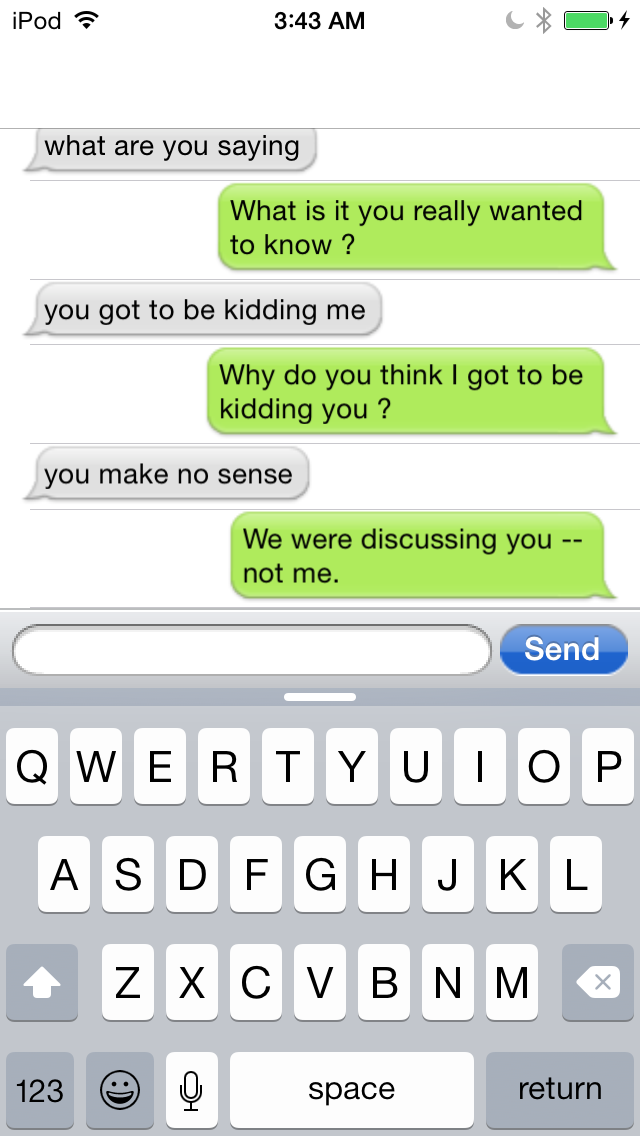 iPod 3:43 AM
what are you saying
What is it you really wanted
to know ?
you got to be kidding me
Why do you think I got to be
kidding you ?
you make no sense
We were discussing you --
not me.
Send
Q W E R T Y U I O P
A S D F G H J K L
Z X C V B N M
123 space return